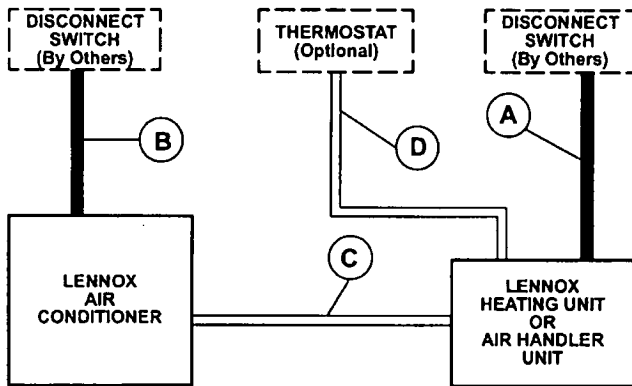 DISCONNECT
SWITCH
(By Others)
THERMOSTAT
(Optional)
DISCONNECT
SWITCH
(By Others)
B
D
A
C
LENNOX
AIR
CONDITIONER
LENNOX
HEATING UNIT
OR
AIR HANDLER
UNIT